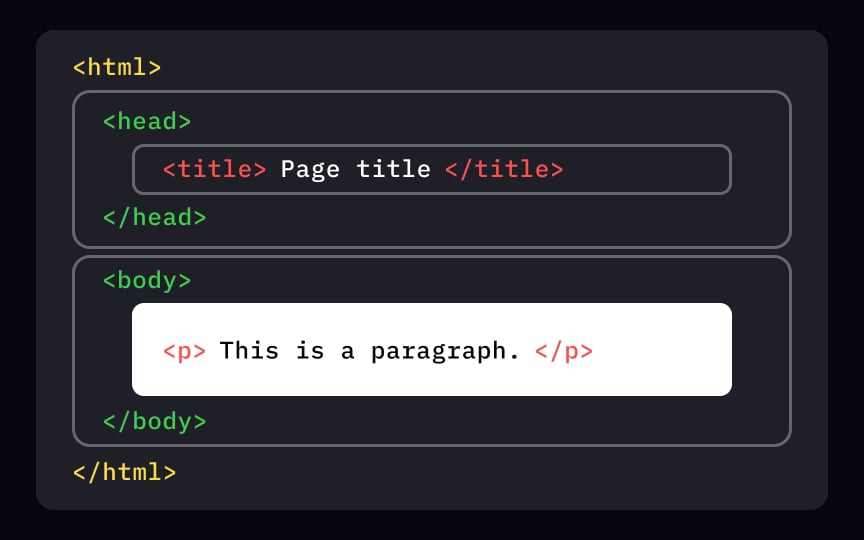 <html>
<head>
<title> Page title </title>
</head>
<body>
<p> This is a paragraph. </p>
</body>
</html>